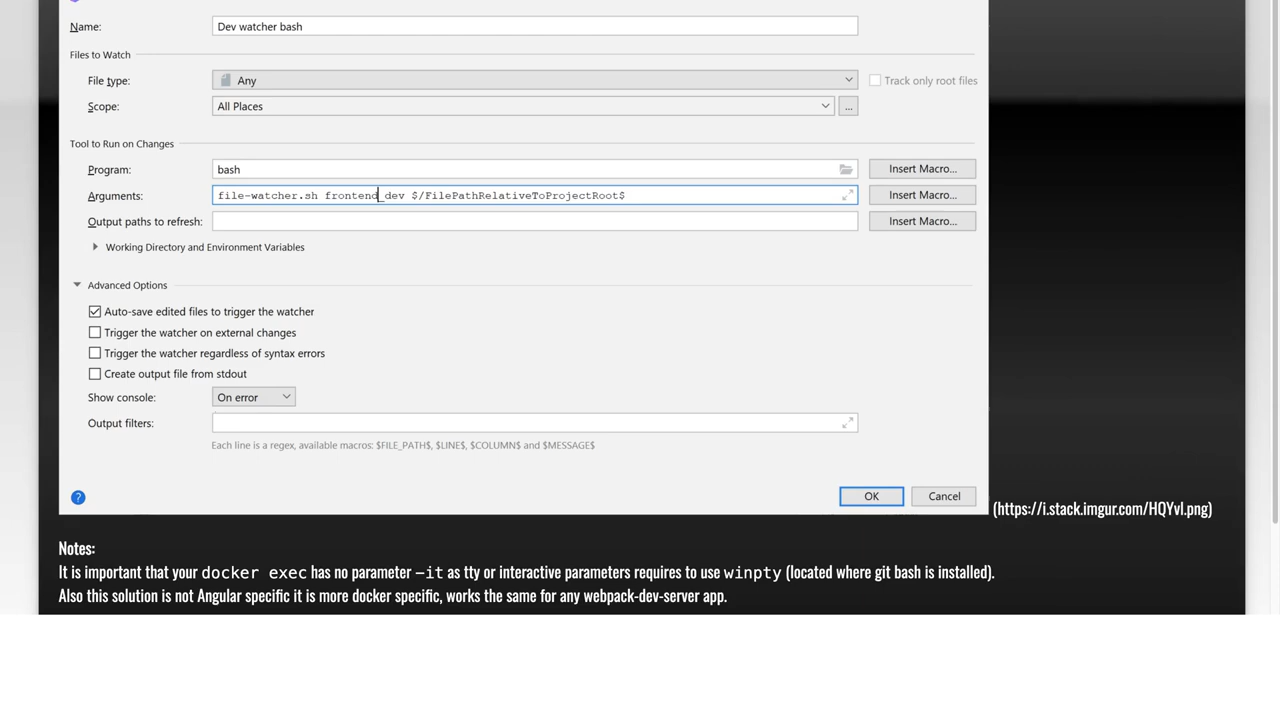 Name:
Dev watcher bash
Files to Watch
File type:
Any
Track only root files
Scope:
All Places
...
Tool to Run on Changes
Program:
bash
Insert Macro...
Arguments:
file-watcher.sh frontend_dev $/FilePathRelativeToProjectRoot$
Insert Macro...
Output paths to refresh:
Insert Macro...
Working Directory and Environment Variables
Advanced Options
Auto-save edited files to trigger the watcher
Trigger the watcher on external changes
Trigger the watcher regardless of syntax errors
Create output file from stdout
Show console:
On error
Output filters:
Each line is a regex, available macros: $FILE_PATH$, $LINE$, $COLUMN$ and $MESSAGE$
?
OK
Cancel
(https://i.stack.imgur.com/HQYvI.png)
Notes:
It is important that your docker exec has no parameter –it as tty or interactive parameters requires to use winpty (located where git bash is installed).
Also this solution is not Angular specific it is more docker specific, works the same for any webpack-dev-server app.